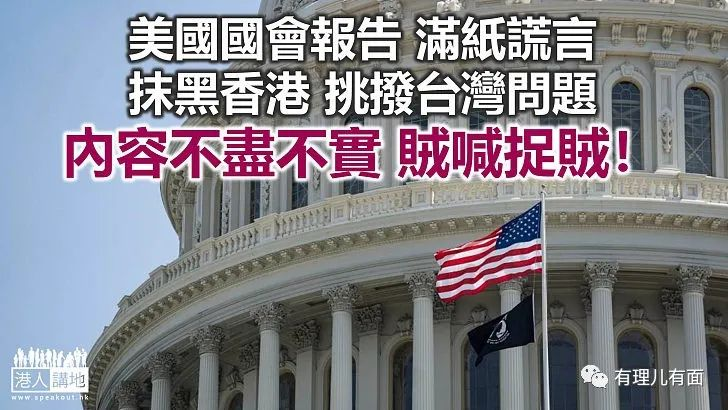 美國國會報告 滿紙謊言
抹黑香港 挑撥台灣問題
內容不盡不實 賊喊捉賊!
港人講地
www.speakout.hk
有理儿有面